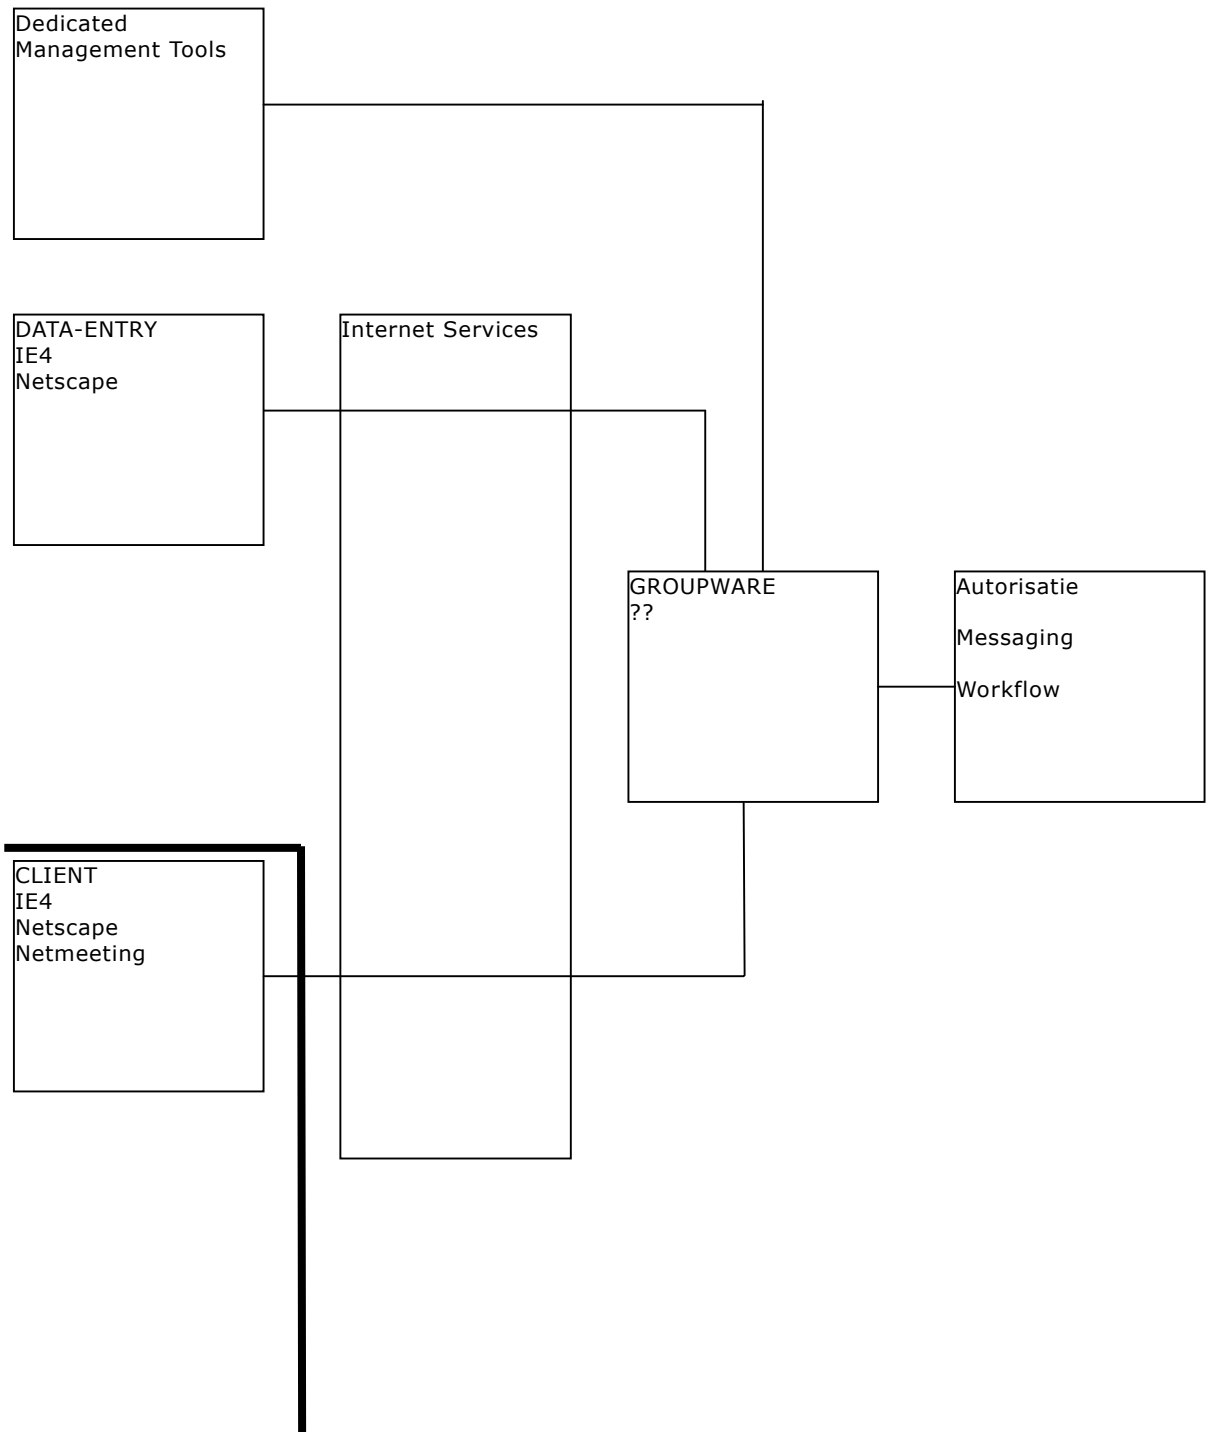 Dedicated
Management Tools
DATA-ENTRY
IE4
Netscape
Internet Services
GROUPWARE
??
Autorisatie
Messaging
Workflow
CLIENT
IE4
Netscape
Netmeeting